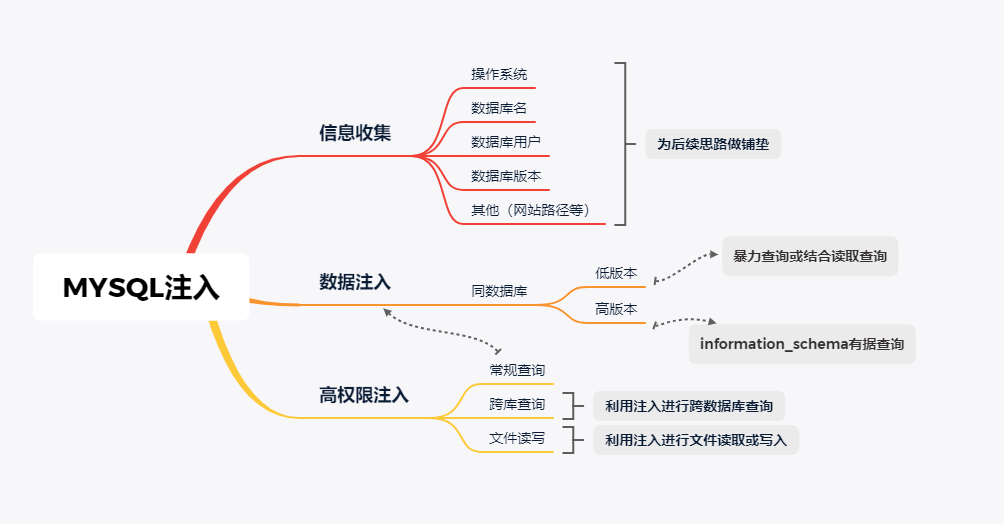 MYSQL注入
信息收集
操作系统
数据库名
数据库用户
数据库版本
其他（网站路径等）
为后续思路做铺垫
数据注入
同数据库
低版本
暴力查询或结合读取查询
高版本
information_schema有据查询
高权限注入
常规查询
跨库查询
利用注入进行跨数据库查询
文件读写
利用注入进行文件读取或写入